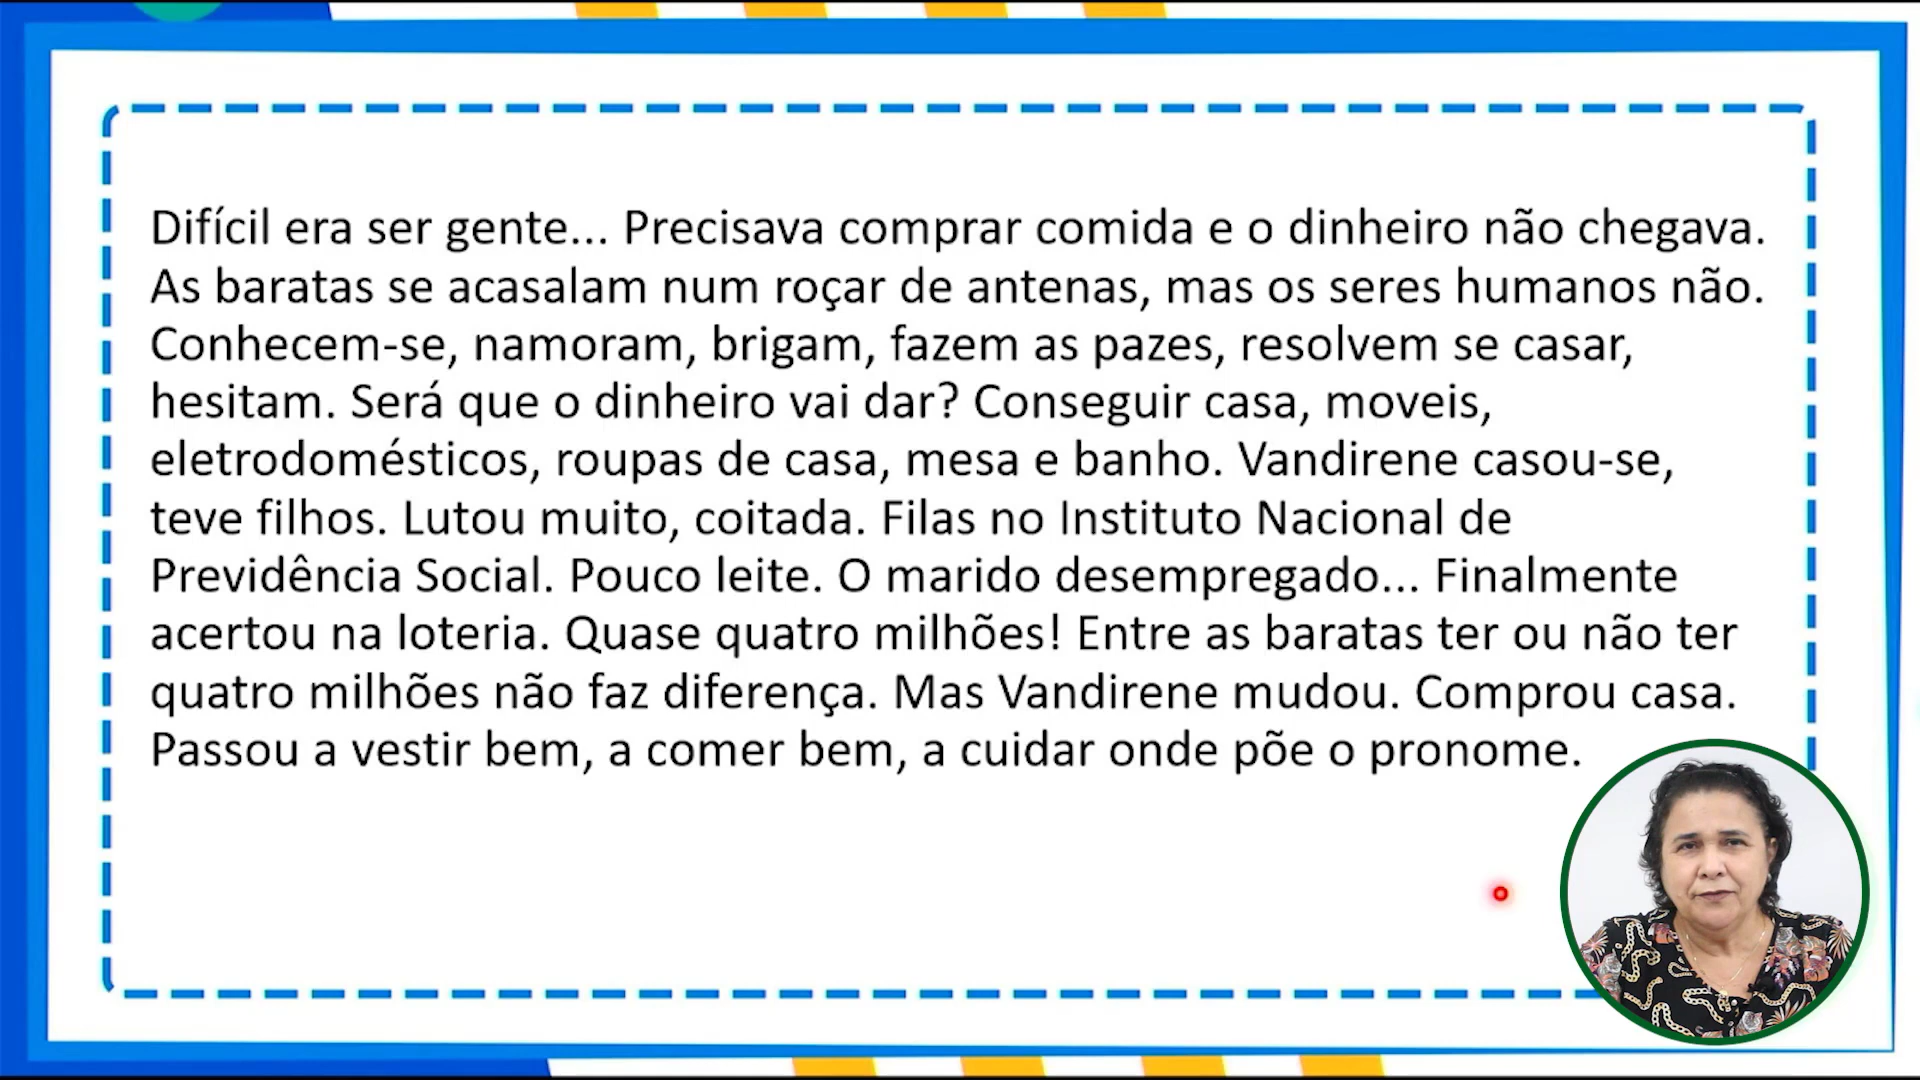 Difícil era ser gente... Precisava comprar comida e o dinheiro não chegava.
As baratas se acasalam num roçar de antenas, mas os seres humanos não.
Conhecem-se, namoram, brigam, fazem as pazes, resolvem se casar,
hesitam. Será que o dinheiro vai dar? Conseguir casa, moveis,
eletrodomésticos, roupas de casa, mesa e banho. Vandirene casou-se,
teve filhos. Lutou muito, coitada. Filas no Instituto Nacional de
Previdência Social. Pouco leite. O marido desempregado... Finalmente
acertou na loteria. Quase quatro milhões! Entre as baratas ter ou não ter
quatro milhões não faz diferença. Mas Vandirene mudou. Comprou casa.
Passou a vestir bem, a comer bem, a cuidar onde põe o pronome.